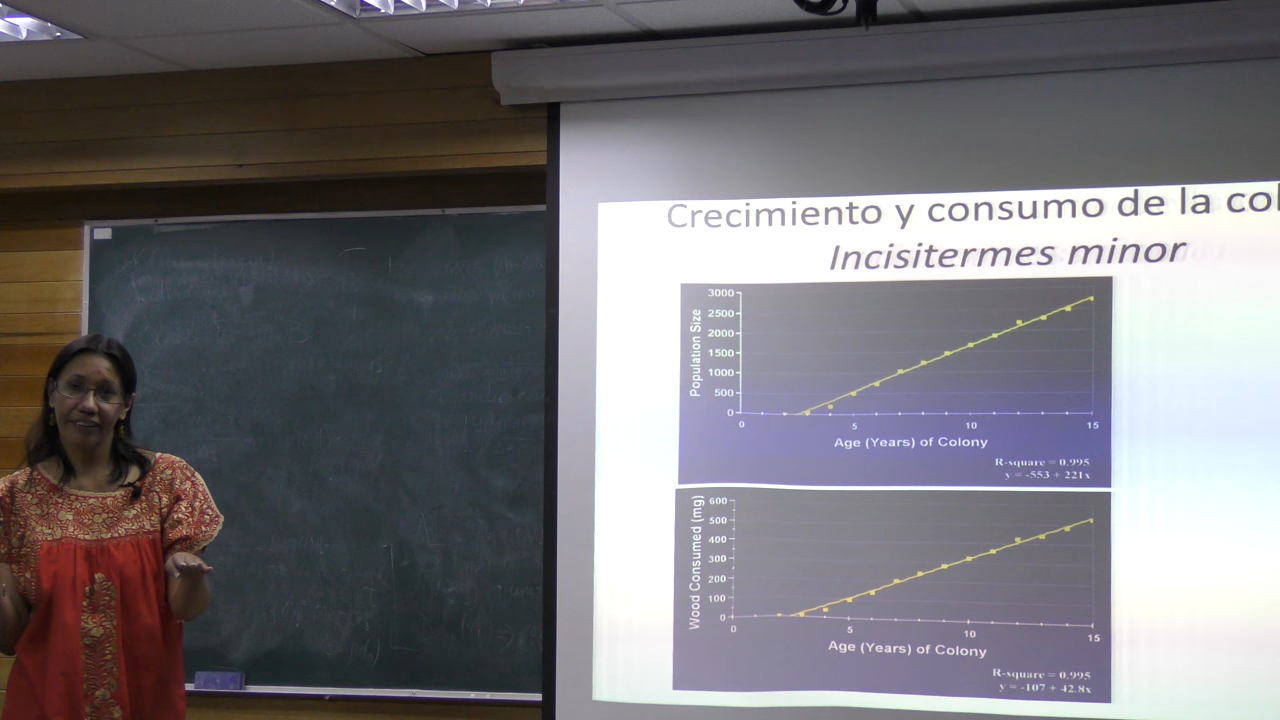 Crecimiento y consumo de la col
Incisitermes minor
Population Size
3000
2500
2000
1500
1000
500
0
0 5 10 15
Age (Years) of Colony
R-square = 0.995
y = -553 + 221x
Wood Consumed (mg)
600
500
400
300
200
100
0
0 5 10 15
Age (Years) of Colony
R-square = 0.995
y = -107 + 42.8x